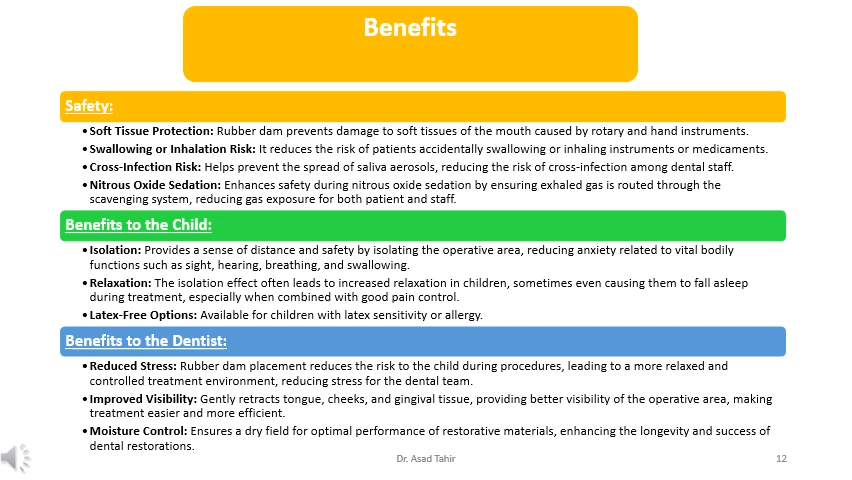 Benefits
Safety:
•Soft Tissue Protection: Rubber dam prevents damage to soft tissues of the mouth caused by rotary and hand instruments.
•Swallowing or Inhalation Risk: It reduces the risk of patients accidentally swallowing or inhaling instruments or medicaments.
•Cross-Infection Risk: Helps prevent the spread of saliva aerosols, reducing the risk of cross-infection among dental staff.
•Nitrous Oxide Sedation: Enhances safety during nitrous oxide sedation by ensuring exhaled gas is routed through the
scavenging system, reducing gas exposure for both patient and staff.
Benefits to the Child:
•Isolation: Provides a sense of distance and safety by isolating the operative area, reducing anxiety related to vital bodily
functions such as sight, hearing, breathing, and swallowing.
•Relaxation: The isolation effect often leads to increased relaxation in children, sometimes even causing them to fall asleep
during treatment, especially when combined with good pain control.
•Latex-Free Options: Available for children with latex sensitivity or allergy.
Benefits to the Dentist:
•Reduced Stress: Rubber dam placement reduces the risk to the child during procedures, leading to a more relaxed and
controlled treatment environment, reducing stress for the dental team.
•Improved Visibility: Gently retracts tongue, cheeks, and gingival tissue, providing better visibility of the operative area, making
treatment easier and more efficient.
•Moisture Control: Ensures a dry field for optimal performance of restorative materials, enhancing the longevity and success of
dental restorations.
Dr. Asad Tahir
12